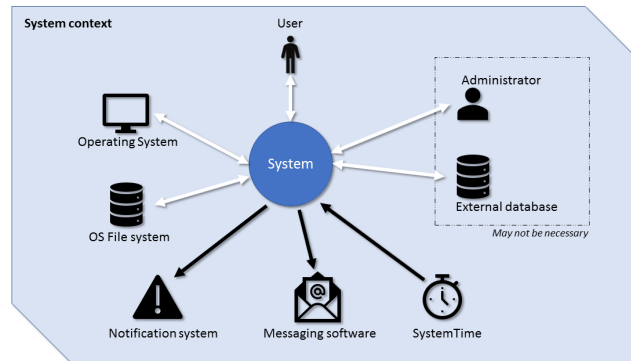 System context
User
Administrator
Operating System
System
External database
OS File system
May not be necessary
@
Notification system
Messaging software
SystemTime